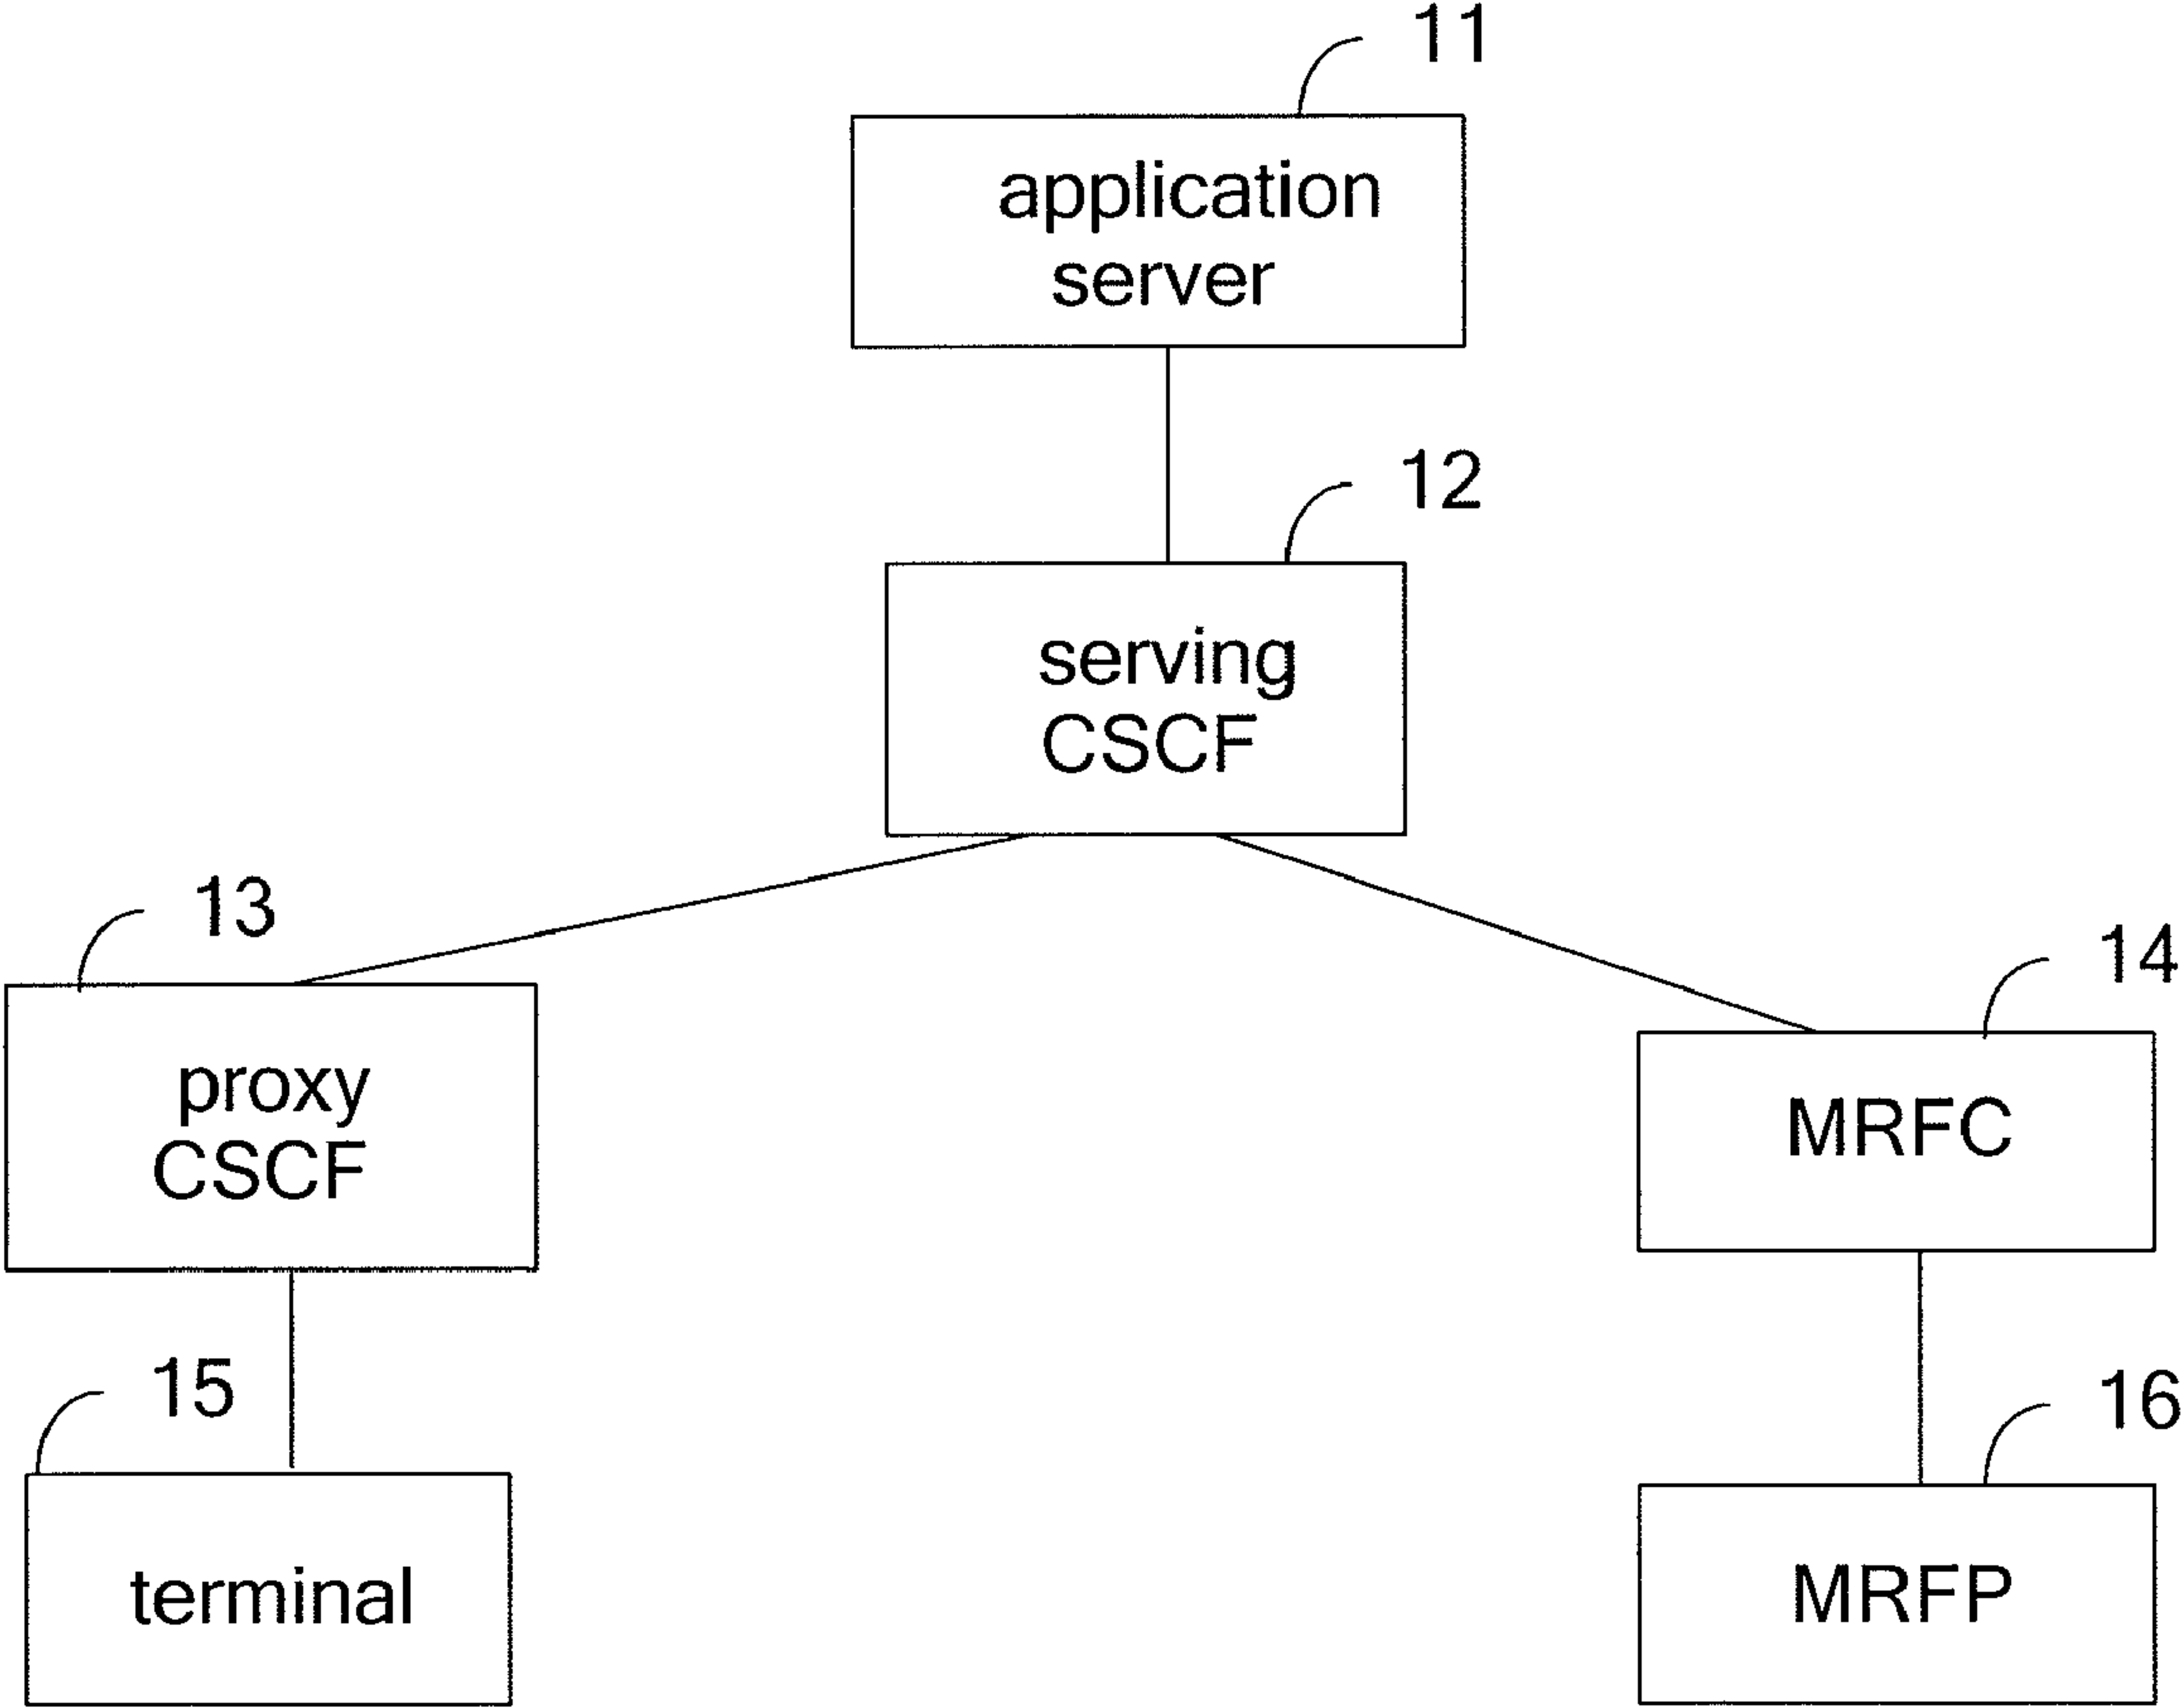 11
application
server
12
serving
CSCF
13
proxy
CSCF
14
MRFC
15
terminal
16
MRFP